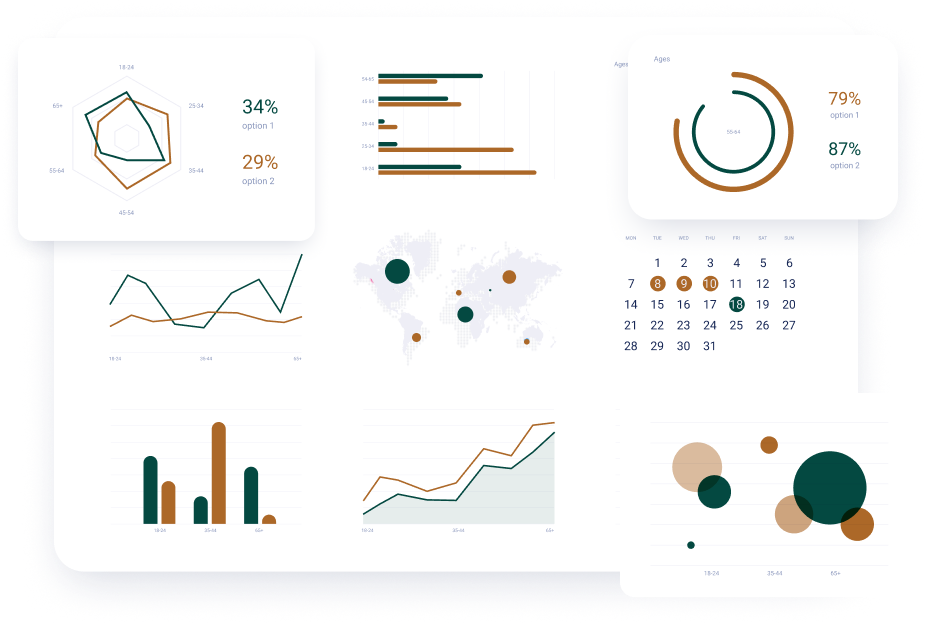 18-24
65+
25-34
34%
option 1
29%
option 2
55-64
35-44
45-54
54-65
45-54
35-44
25-34
18-24
Ages
Ages
55-64
79%
option 1
87%
option 2
18-24
35-44
65+
MON TUE WED THU FRI SAT SUN
1 2 3 4 5 6
7 8 9 10 11 12 13
14 15 16 17 18 19 20
21 22 23 24 25 26 27
28 29 30 31
18-24
35-44
65+
18-24
35-44
65+
18-24
35-44
65+